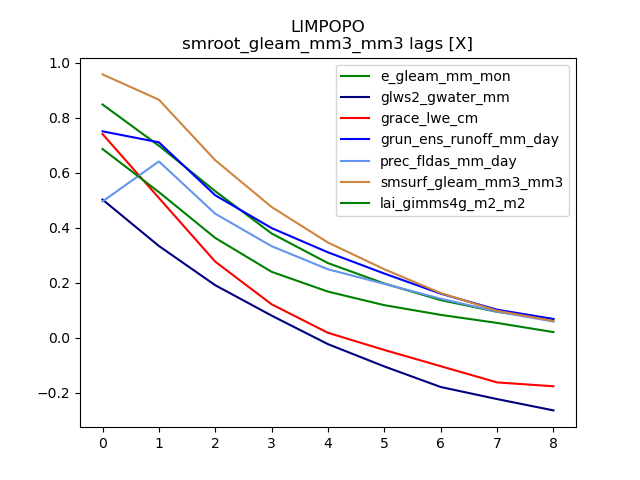 LIMPOPO
smroot_gleam_mm3_mm3 lags [X]
1.0
0.8
0.6
0.4
0.2
0.0
−0.2
0 1 2 3 4 5 6 7 8
e_gleam_mm_mon
glws2_gwater_mm
grace_lwe_cm
grun_ens_runoff_mm_day
prec_fldas_mm_day
smsurf_gleam_mm3_mm3
lai_gimms4g_m2_m2